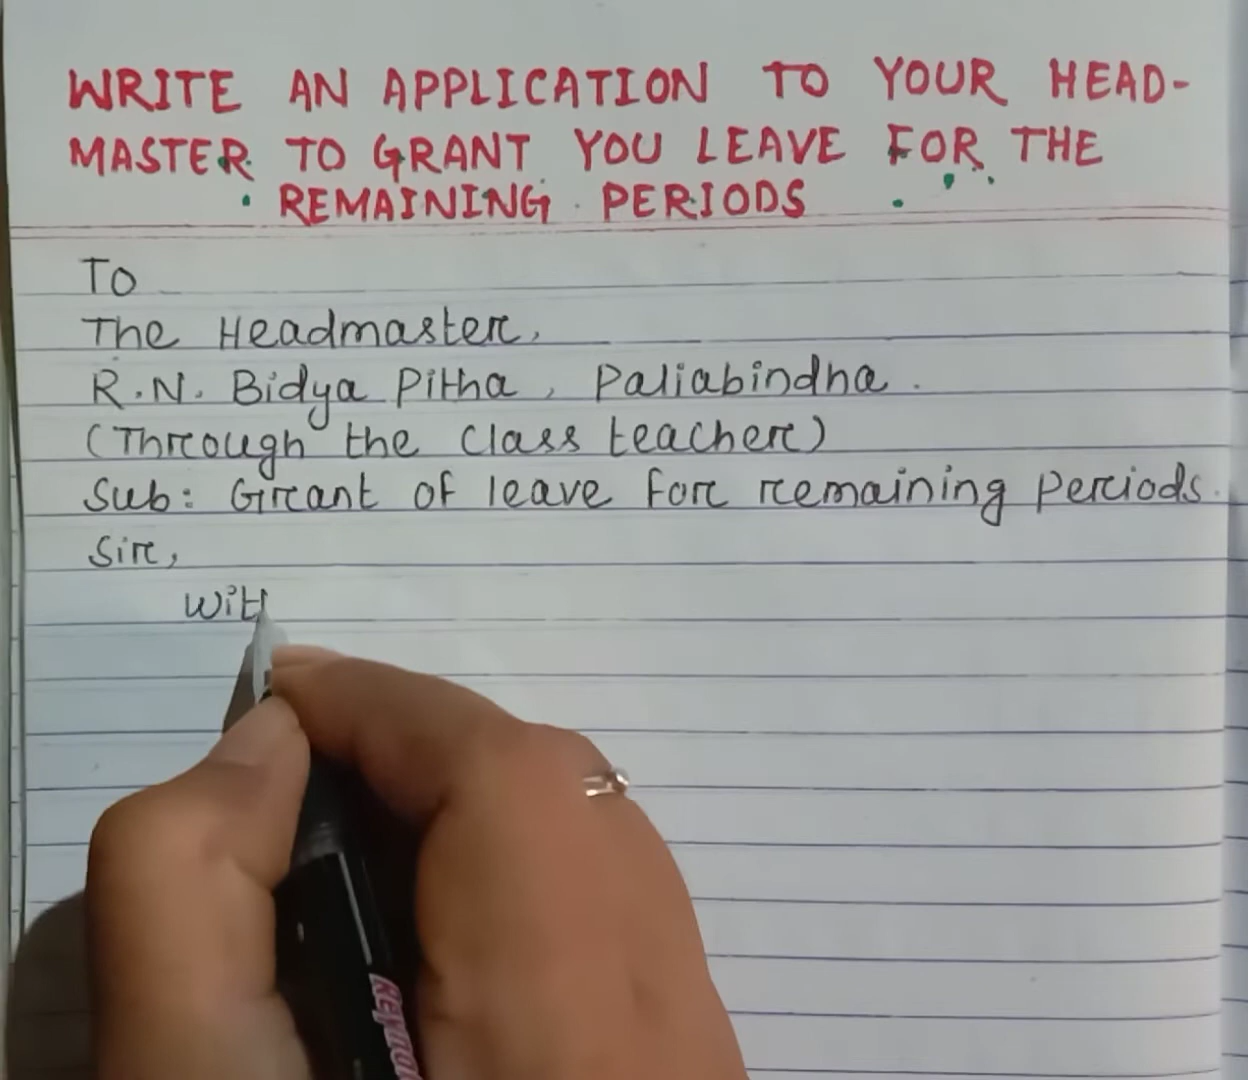 WRITE AN APPLICATION TO YOUR HEAD-
MASTER TO GRANT YOU LEAVE FOR THE
REMAINING PERIODS
To
The Headmaster,
R.N. Bidya Pitha, Paliabindha.
(Through the class teacher)
Sub: Grant of leave for remaining periods.
Sir,
With